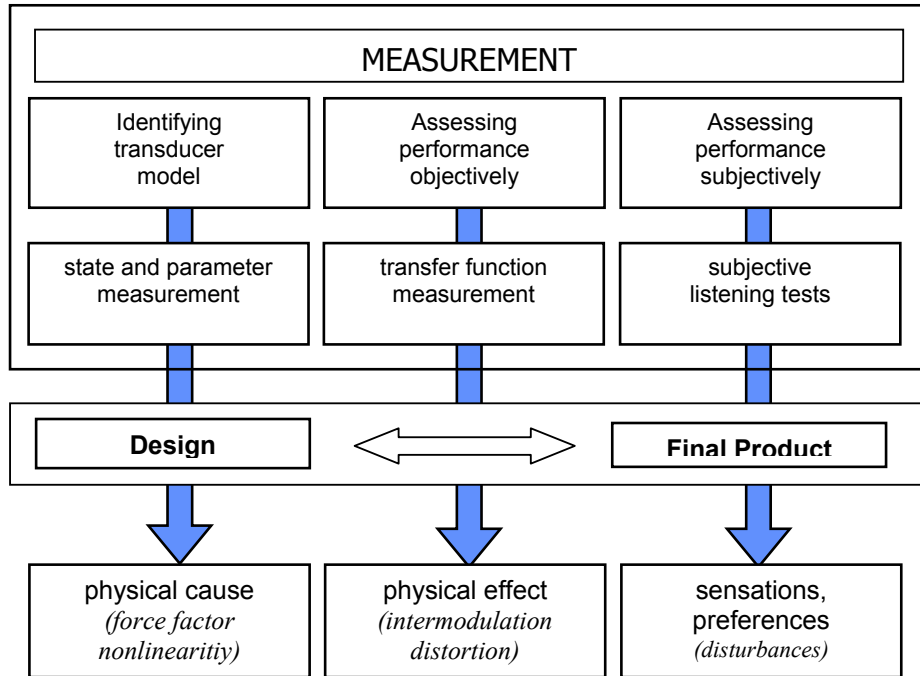 MEASUREMENT
Identifying
transducer
model
Assessing
performance
objectively
Assessing
performance
subjectively
state and parameter
measurement
transfer function
measurement
subjective
listening tests
Design
Final Product
physical cause
(force factor
nonlinearitiy)
physical effect
(intermodulation
distortion)
sensations,
preferences
(disturbances)